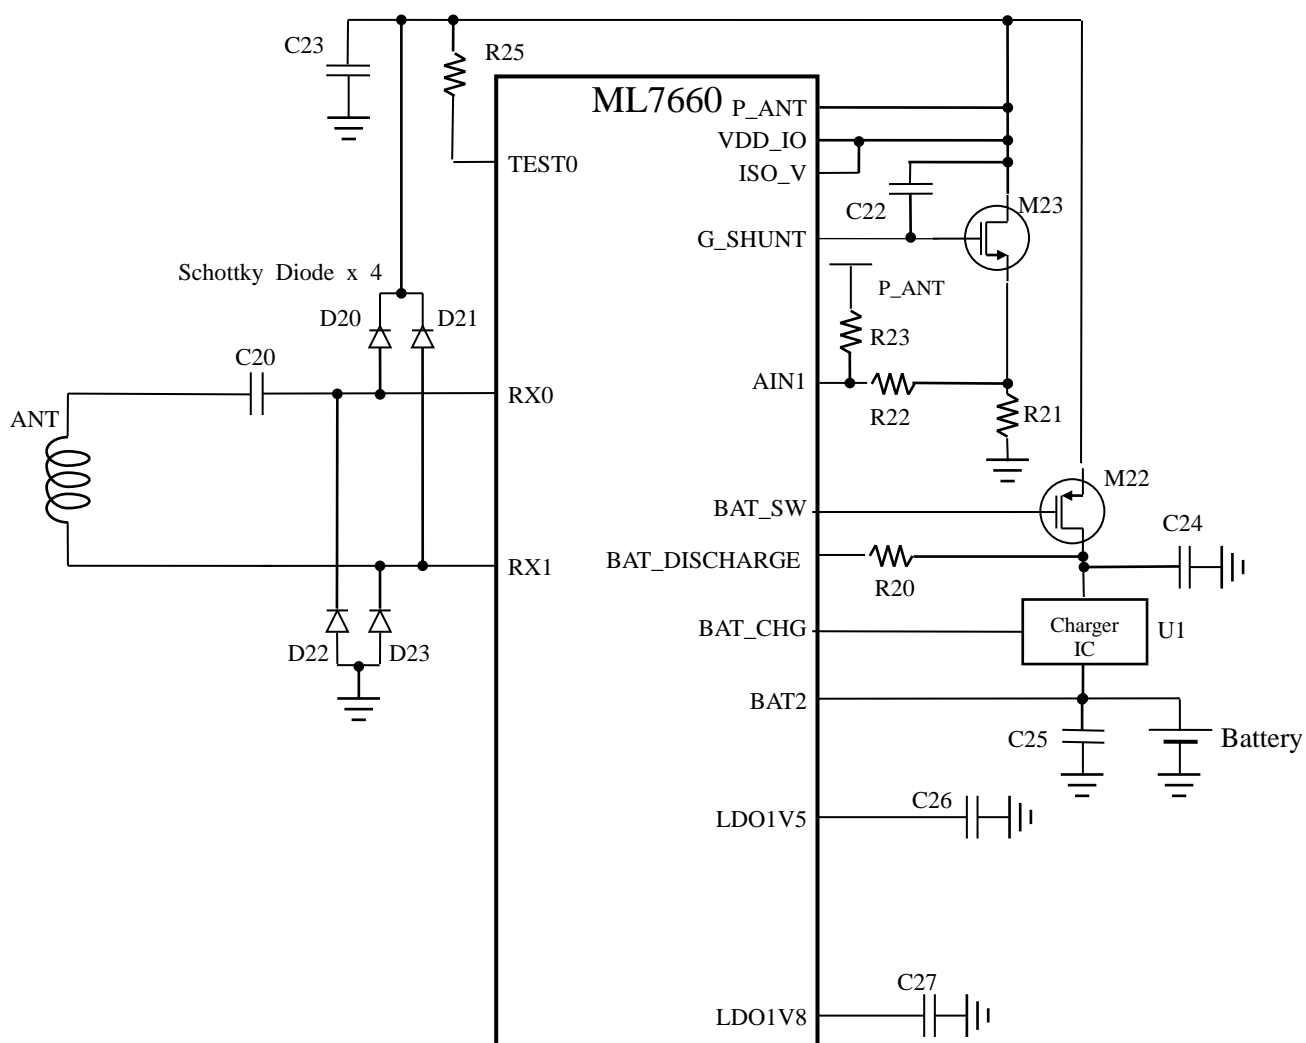 C23
R25
ML7660
P_ANT
VDD_IO
TEST0
ISO_V
C22
M23
G_SHUNT
Schottky Diode x 4
P_ANT
D20
D21
R23
C20
AIN1
RX0
R22
R21
ANT
M22
BAT_SW
C24
BAT_DISCHARGE
RX1
R20
BAT_CHG
Charger
IC
U1
D22
D23
BAT2
C25
Battery
C26
LDO1V5
C27
LDO1V8